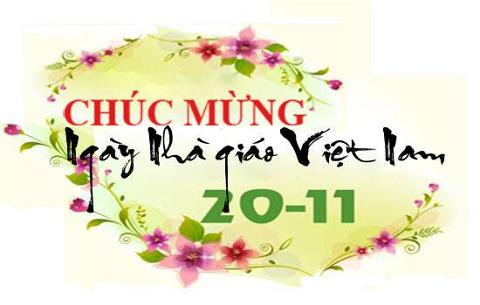 CHÚC MỪNG
Ngày Nhà giáo Việt Nam
20-11